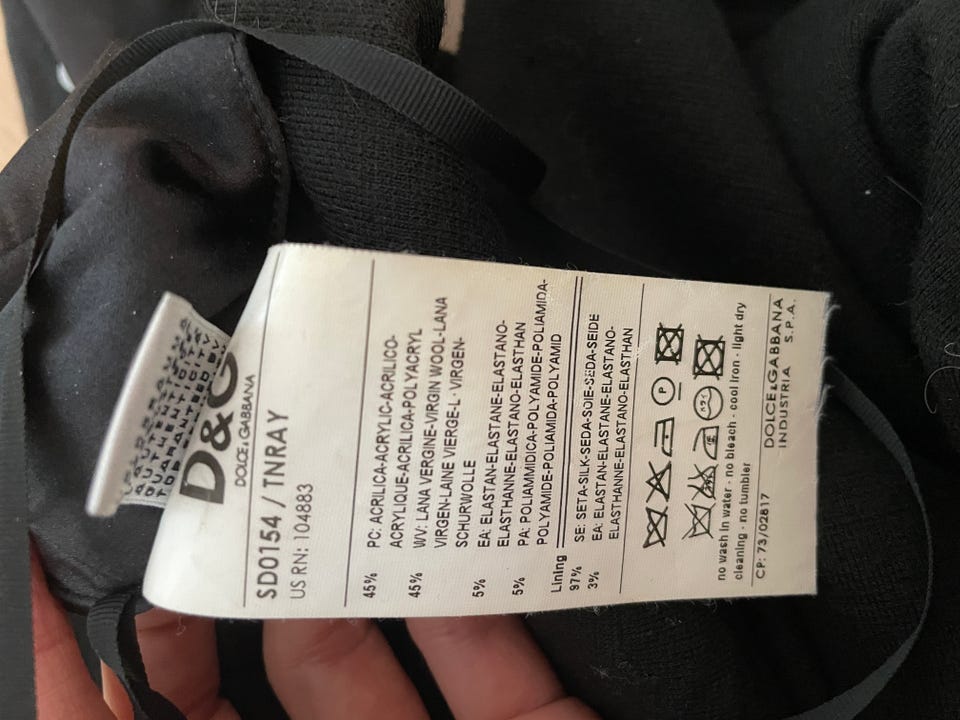 D&G
DOLCE & GABBANA
SD0154 / TNRAY
US RN: 104883
45% PC: ACRILICA-ACRYLIC-ACRILICO-
ACRYLIQUE-ACRILICA-POLYACRYL
45% WV: LANA VERGINE-VIRGIN WOOL-LANA
VIRGEN-LAINE VIERGE-L · VIRGEN-
SCHURWOLLE
5% EA: ELASTAN-ELASTANE-ELASTANO-
ELASTHANNE-ELASTANO-ELASTHAN
5% PA: POLIAMMIDICA-POLYAMIDE-POLIAMIDA-
POLYAMIDE-POLIAMIDA-POLYAMID
Lining
97% SE: SETA-SILK-SEDA-SOIE-SEDA-SEIDE
3% EA: ELASTAN-ELASTANE-ELASTANO-
ELASTHANNE-ELASTANO-ELASTHAN
P
no wash in water - no bleach - cool iron - light dry
cleaning - no tumbler
CP: 73/02817
DOLCE & GABBANA
INDUSTRIA S.P.A.